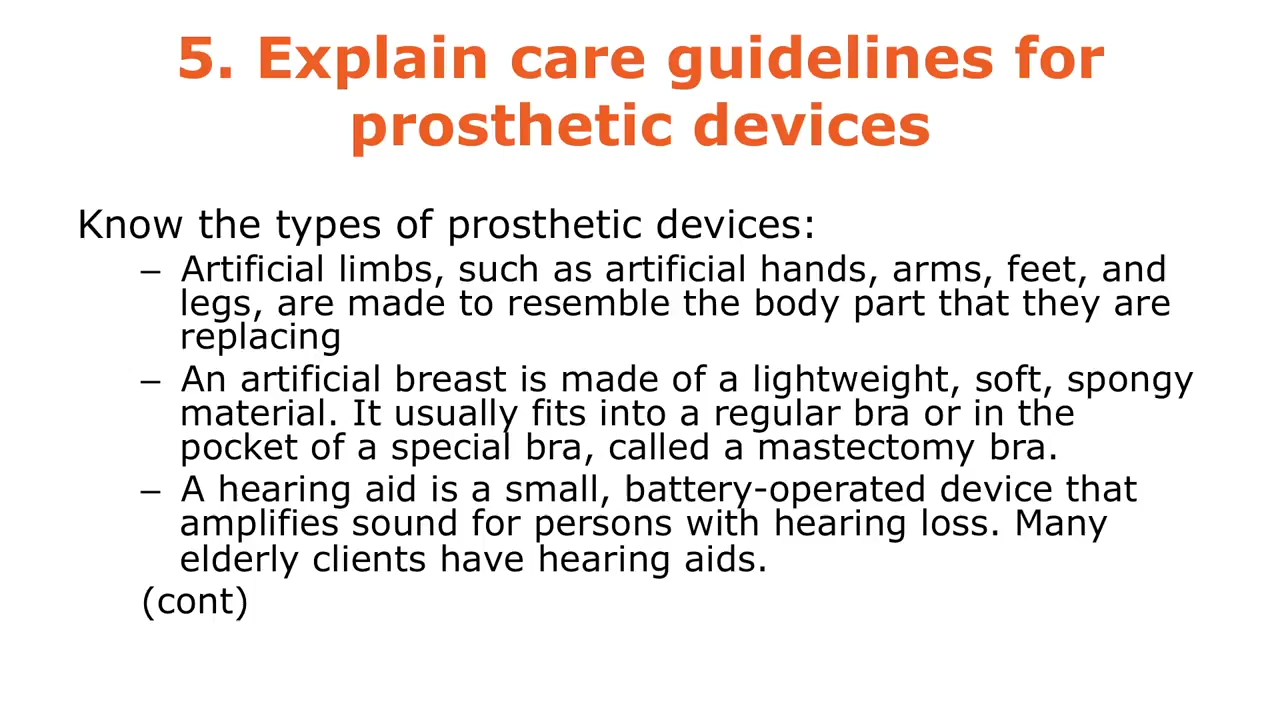 5. Explain care guidelines for
prosthetic devices
Know the types of prosthetic devices:
– Artificial limbs, such as artificial hands, arms, feet, and
legs, are made to resemble the body part that they are
replacing
– An artificial breast is made of a lightweight, soft, spongy
material. It usually fits into a regular bra or in the
pocket of a special bra, called a mastectomy bra.
– A hearing aid is a small, battery-operated device that
amplifies sound for persons with hearing loss. Many
elderly clients have hearing aids.
(cont)